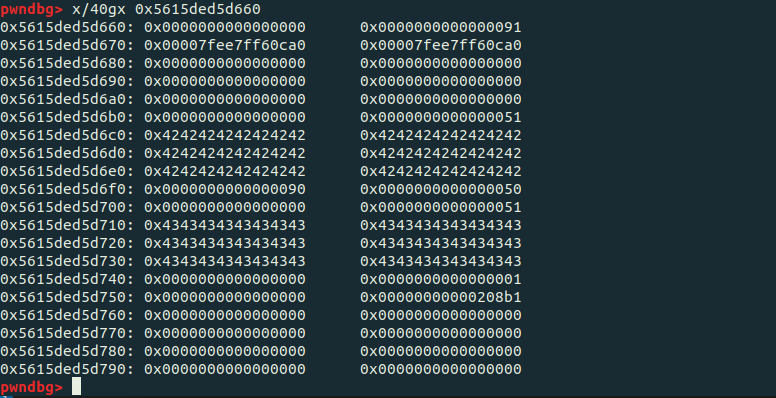 pwndbg> x/40gx 0x5615ded5d660
0x5615ded5d660: 0x0000000000000000 0x0000000000000091
0x5615ded5d670: 0x00007fee7ff60ca0 0x00007fee7ff60ca0
0x5615ded5d680: 0x0000000000000000 0x0000000000000000
0x5615ded5d690: 0x0000000000000000 0x0000000000000000
0x5615ded5d6a0: 0x0000000000000000 0x0000000000000000
0x5615ded5d6b0: 0x0000000000000000 0x0000000000000051
0x5615ded5d6c0: 0x4242424242424242 0x4242424242424242
0x5615ded5d6d0: 0x4242424242424242 0x4242424242424242
0x5615ded5d6e0: 0x4242424242424242 0x4242424242424242
0x5615ded5d6f0: 0x0000000000000090 0x0000000000000050
0x5615ded5d700: 0x0000000000000000 0x0000000000000051
0x5615ded5d710: 0x4343434343434343 0x4343434343434343
0x5615ded5d720: 0x4343434343434343 0x4343434343434343
0x5615ded5d730: 0x4343434343434343 0x4343434343434343
0x5615ded5d740: 0x0000000000000000 0x0000000000000001
0x5615ded5d750: 0x0000000000000000 0x00000000000208b1
0x5615ded5d760: 0x0000000000000000 0x0000000000000000
0x5615ded5d770: 0x0000000000000000 0x0000000000000000
0x5615ded5d780: 0x0000000000000000 0x0000000000000000
0x5615ded5d790: 0x0000000000000000 0x0000000000000000
pwndbg>